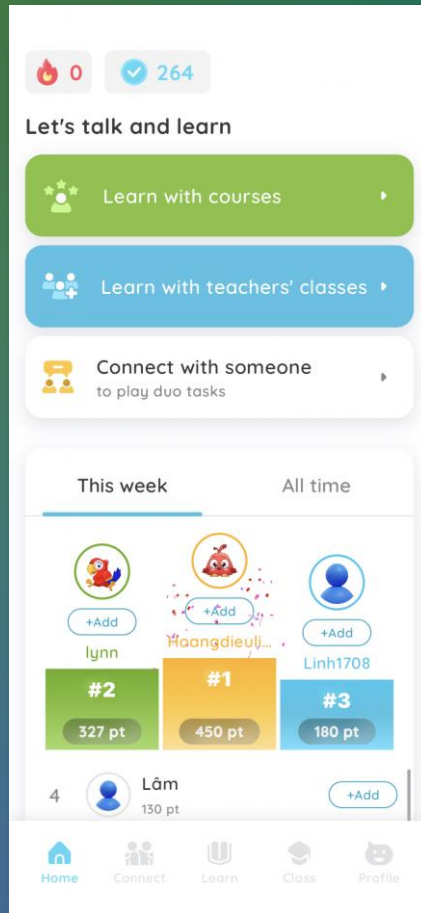 0 264
Let's talk and learn
Learn with courses
Learn with teachers' classes
Connect with someone
to play duo tasks
This week All time
+Add +Add +Add
lynn Haangdieulj... Linh1708
#2 #1 #3
327 pt 450 pt 180 pt
4 Lâm +Add
130 pt
Home Connect Learn Class Profile